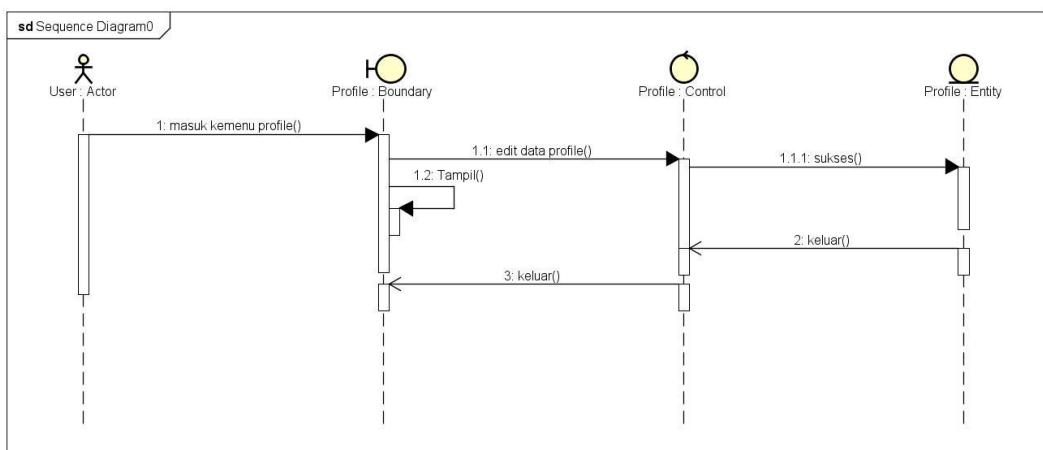 sd Sequence Diagram0
User : Actor
Profile : Boundary
Profile : Control
Profile : Entity
1: masuk kemenu profile()
1.1: edit data profile()
1.1.1: sukses()
1.2: Tampil()
2: keluar()
3: keluar()